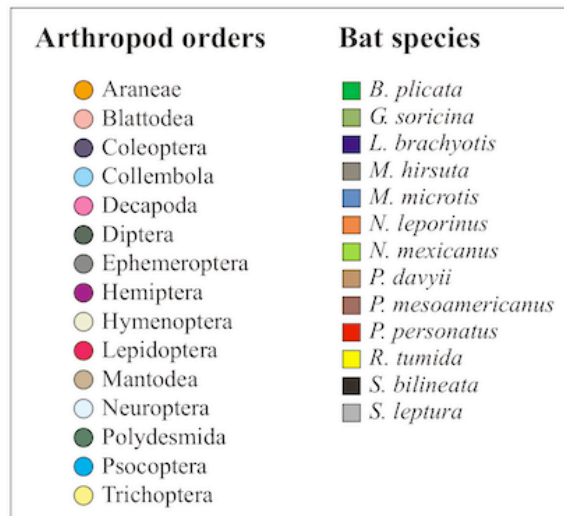 Arthropod orders
Araneae
Blattodea
Coleoptera
Collembola
Decapoda
Diptera
Ephemeroptera
Hemiptera
Hymenoptera
Lepidoptera
Mantodea
Neuroptera
Polydesmida
Psocoptera
Trichoptera
Bat species
B. plicata
G. soricina
L. brachyotis
M. hirsuta
M. microtis
N. leporinus
N. mexicanus
P. davyii
P. mesoamericanus
P. personatus
R. tumida
S. bilineata
S. leptura